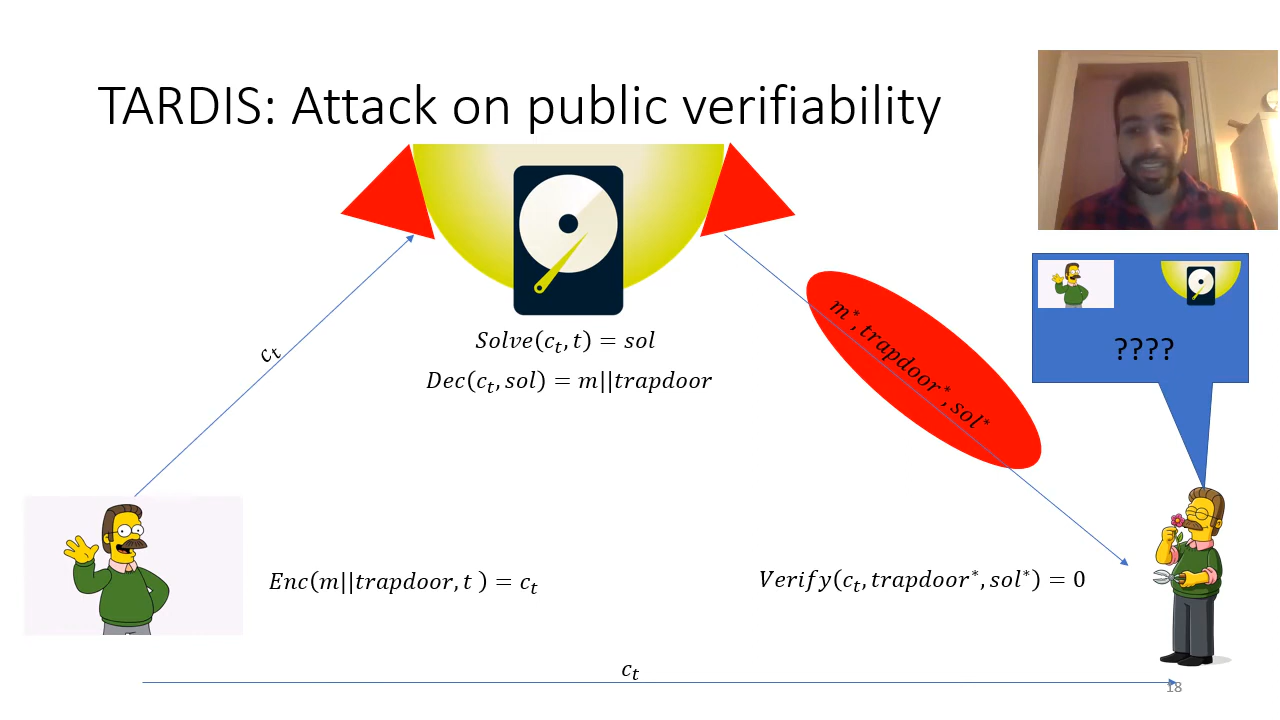 TARDIS: Attack on public verifiability
????
m*, trapdoor*, sol*
c_t
Solve(c_t, t) = sol
Dec(c_t, sol) = m||trapdoor
Enc(m||trapdoor, t ) = c_t
Verify(c_t, trapdoor*, sol*) = 0
c_t
18